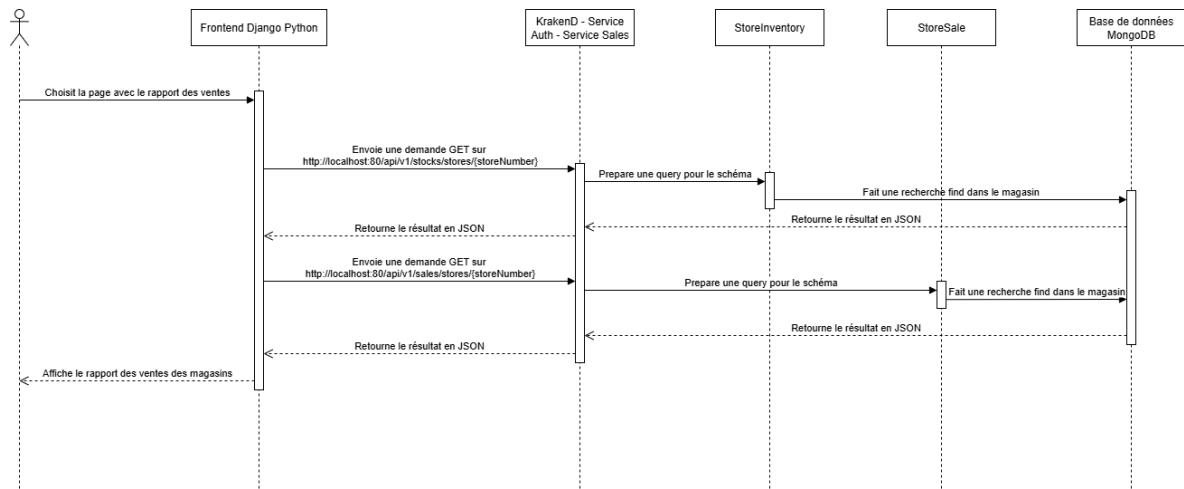 Frontend Django Python
KrakenD - Service
Auth - Service Sales
StoreInventory
StoreSale
Base de données
MongoDB
Choisit la page avec le rapport des ventes
Envoie une demande GET sur
http://localhost:80/api/v1/stocks/stores/{storeNumber}
Prepare une query pour le schéma
Fait une recherche find dans le magasin
Retourne le résultat en JSON
Retourne le résultat en JSON
Envoie une demande GET sur
http://localhost:80/api/v1/sales/stores/{storeNumber}
Prepare une query pour le schéma
Fait une recherche find dans le magasin
Retourne le résultat en JSON
Retourne le résultat en JSON
Affiche le rapport des ventes des magasins